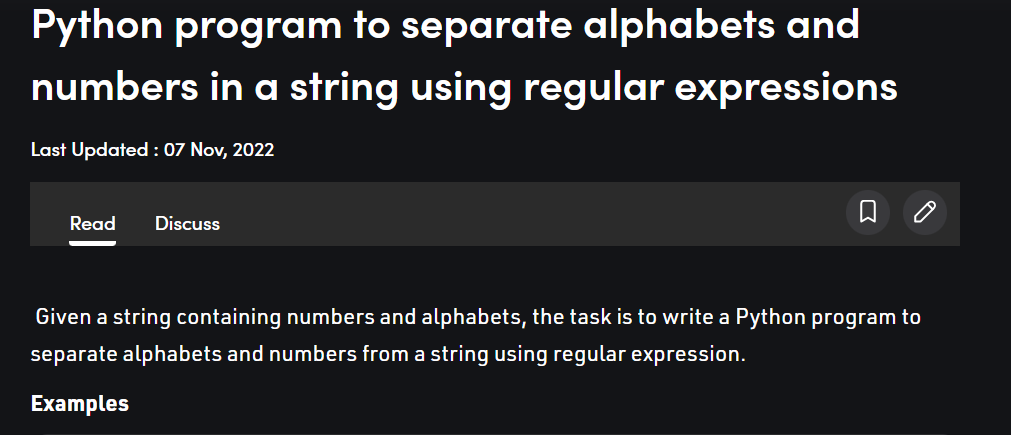 Python program to separate alphabets and
numbers in a string using regular expressions
Last Updated : 07 Nov, 2022
Read Discuss
Given a string containing numbers and alphabets, the task is to write a Python program to
separate alphabets and numbers from a string using regular expression.
Examples